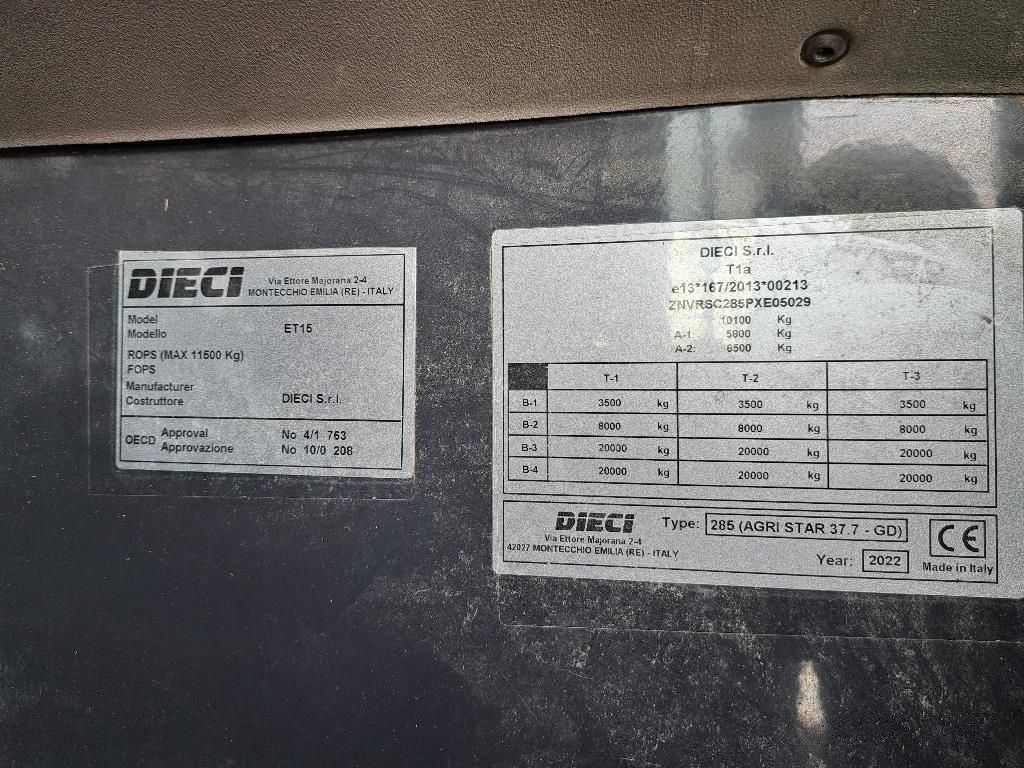 DIECI
Via Ettore Majorana 2-4
MONTECCHIO EMILIA (RE) - ITALY
Model
Modello ET15
ROPS (MAX 11500 Kg)
FOPS
Manufacturer
Costruttore DIECI S.r.l.
OECD Approval No 4/1 763
Approvazione No 10/0 208
DIECI S.r.l.
T1a
e13*167/2013*00213
ZNVRSC285PXE05029
10100 Kg
A-1: 5800 Kg
A-2: 6500 Kg
T-1 T-2 T-3
B-1 3500 kg 3500 kg 3500 kg
B-2 8000 kg 8000 kg 8000 kg
B-3 20000 kg 20000 kg 20000 kg
B-4 20000 kg 20000 kg 20000 kg
DIECI
Via Ettore Majorana 2-4
42027 MONTECCHIO EMILIA (RE) - ITALY
Type: 285 (AGRI STAR 37.7 - GD)
Year: 2022
CE
Made in Italy